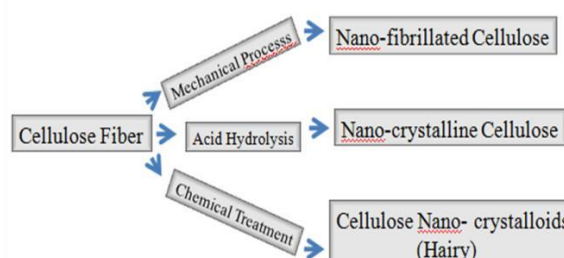 Mechanical Processs
Nano-fibrillated Cellulose
Cellulose Fiber
Acid Hydrolysis
Nano-crystalline Cellulose
Chemical Treatment
Cellulose Nano- crystalloids
(Hairy)